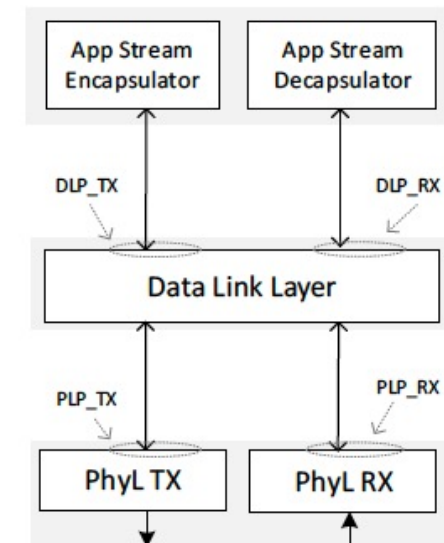 App Stream
Encapsulator
App Stream
Decapsulator
DLP_TX
DLP_RX
Data Link Layer
PLP_TX
PLP_RX
PhyL TX
PhyL RX